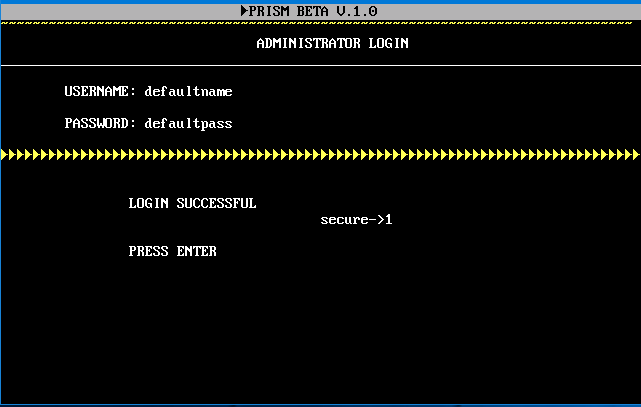 PRISM BETA V.1.0
ADMINISTRATOR LOGIN
USERNAME: defaultname
PASSWORD: defaultpass
LOGIN SUCCESSFUL
secure->1
PRESS ENTER